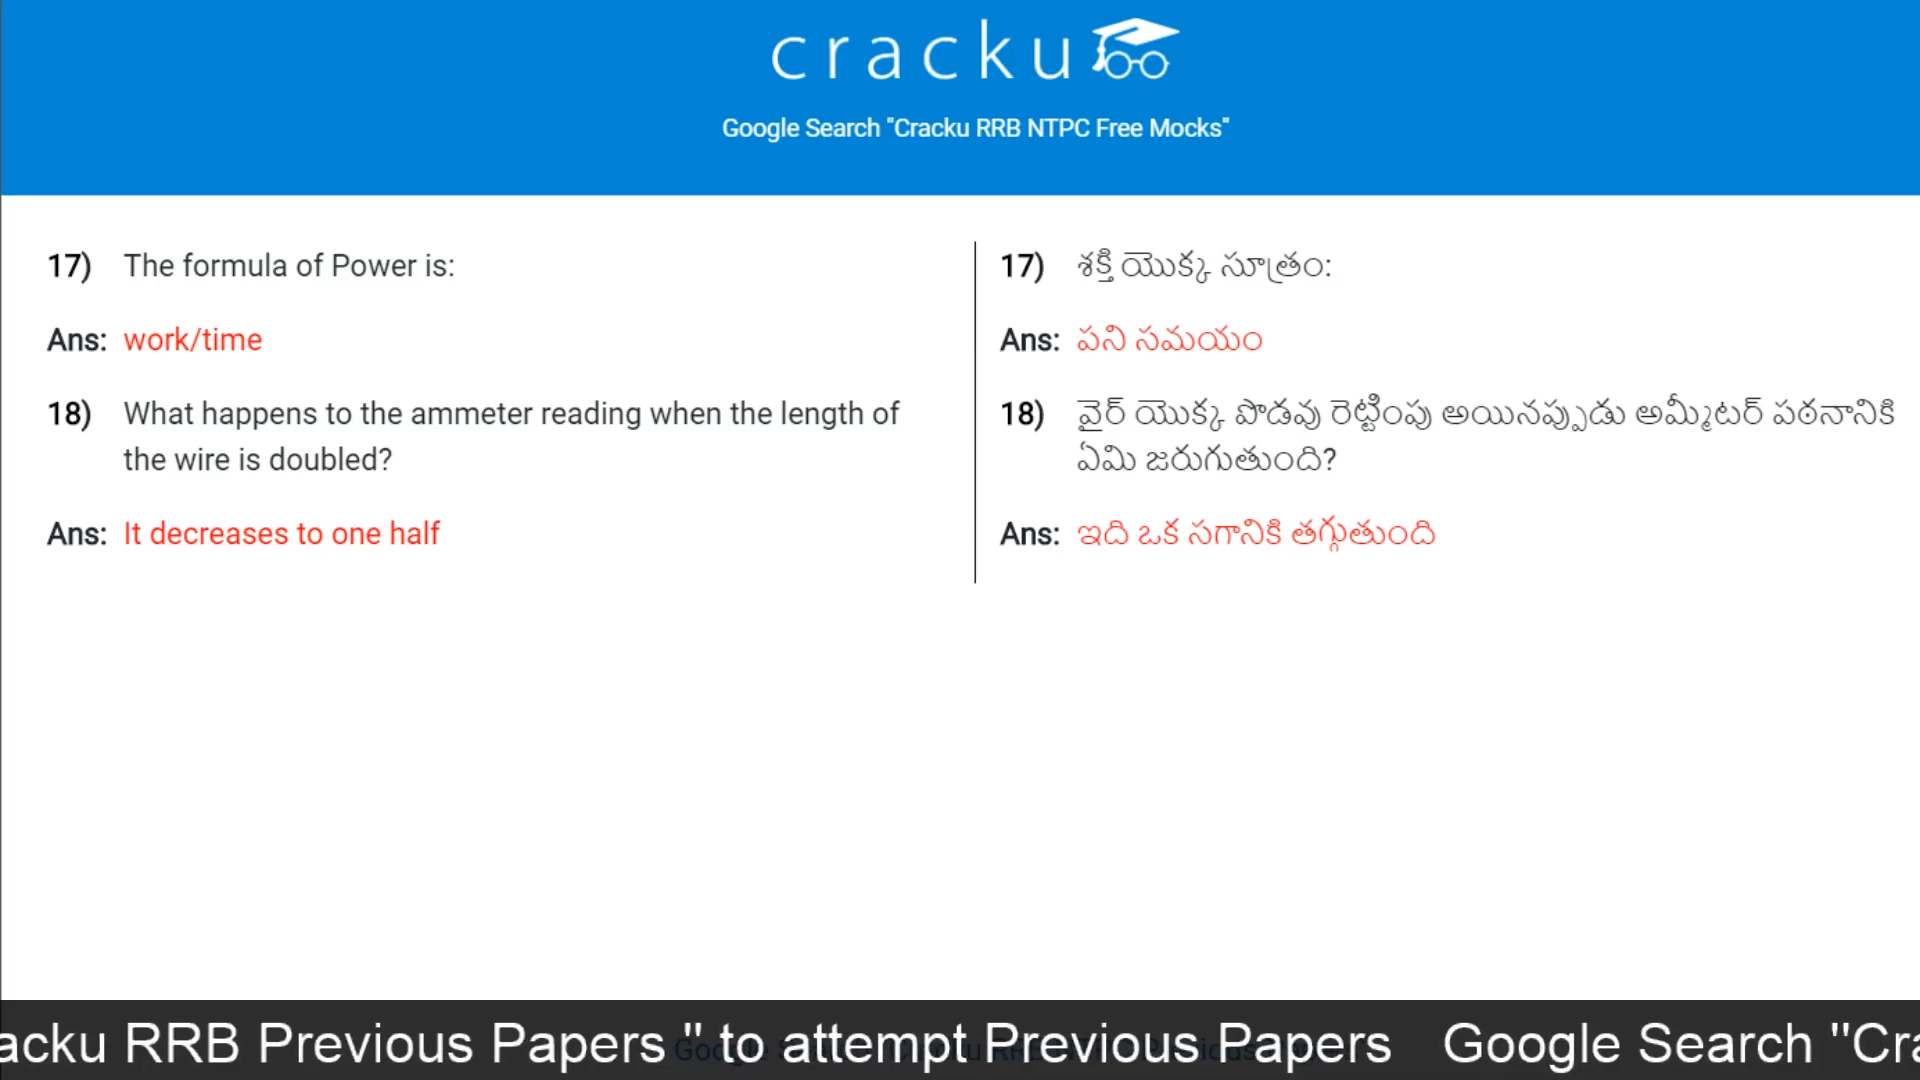 cracku
Google Search "Cracku RRB NTPC Free Mocks"
17) The formula of Power is:
Ans: work/time
18) What happens to the ammeter reading when the length of
the wire is doubled?
Ans: It decreases to one half
17) శక్తి యొక్క సూత్రం:
Ans: పని సమయం
18) వైర్ యొక్క పొడవు రెట్టింపు అయినప్పుడు అమ్మీటర్ పఠనానికి
ఏమి జరుగుతుంది?
Ans: ఇది ఒక సగానికి తగ్గుతుంది
acku RRB Previous Papers " to attempt Previous Papers Google Search "Cra